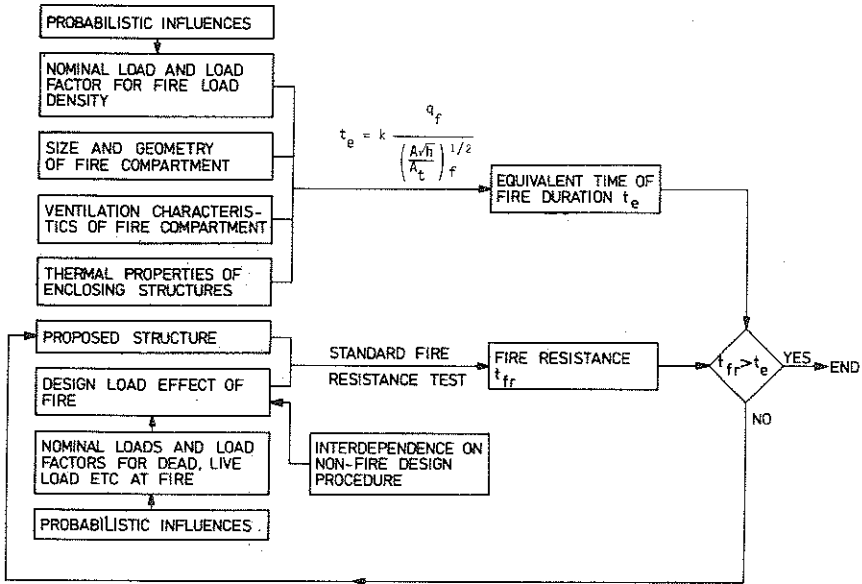 PROBABILISTIC INFLUENCES
NOMINAL LOAD AND LOAD
FACTOR FOR FIRE LOAD
DENSITY
SIZE AND GEOMETRY
OF FIRE COMPARTMENT
VENTILATION CHARACTERIS-
TICS OF FIRE COMPARTMENT
THERMAL PROPERTIES OF
ENCLOSING STRUCTURES
t_e = k q_f / (A√h / A_t)_f^1/2
EQUIVALENT TIME OF
FIRE DURATION t_e
PROPOSED STRUCTURE
DESIGN LOAD EFFECT OF
FIRE
STANDARD FIRE
RESISTANCE TEST
FIRE RESISTANCE
t_fr
t_fr > t_e
YES
END
NO
NOMINAL LOADS AND LOAD
FACTORS FOR DEAD, LIVE
LOAD ETC AT FIRE
INTERDEPENDENCE ON
NON-FIRE DESIGN
PROCEDURE
PROBABILISTIC INFLUENCES